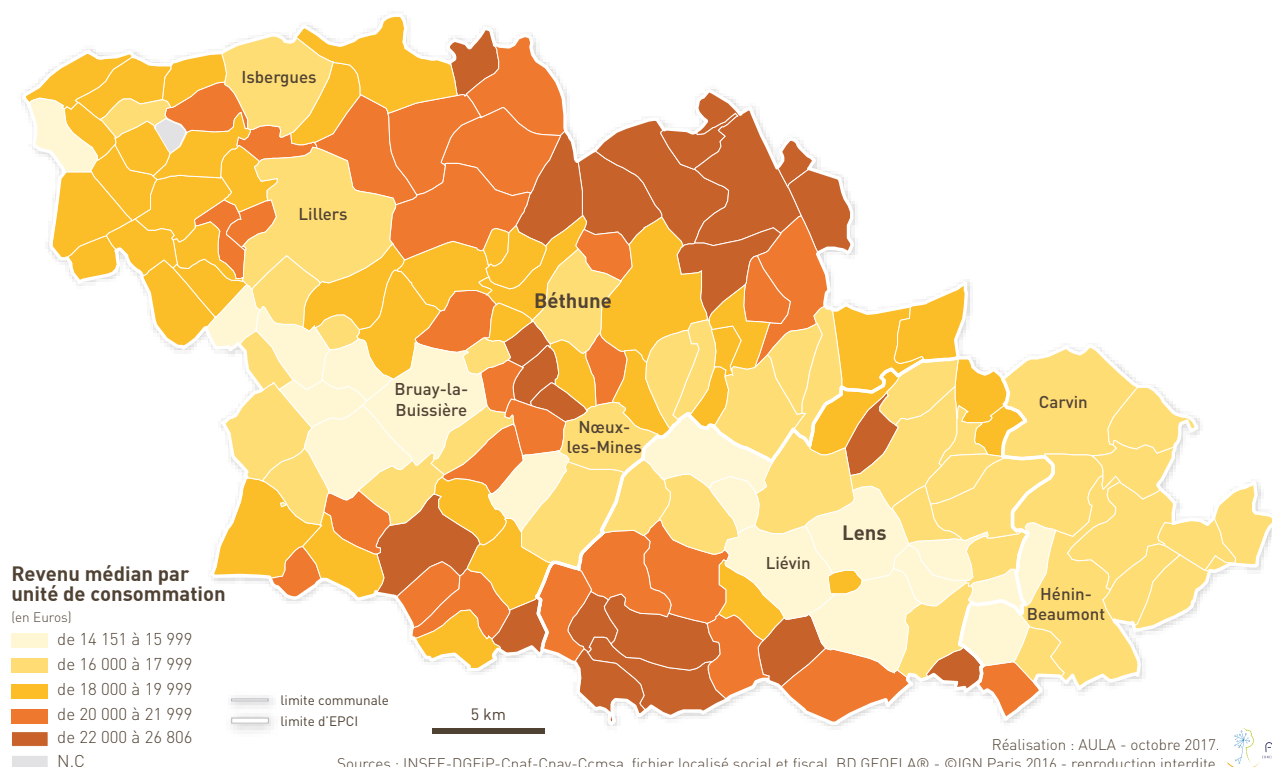 Isbergues
Lillers
Béthune
Bruay-la-
Buissière
Nœux-
les-Mines
Carvin
Lens
Liévin
Hénin-
Beaumont
Revenu médian par
unité de consommation
(en Euros)
de 14 151 à 15 999
de 16 000 à 17 999
de 18 000 à 19 999
de 20 000 à 21 999
de 22 000 à 26 806
N.C
limite communale
limite d'EPCI
5 km
Réalisation : AULA - octobre 2017.
Sources : INSEE-DGFiP-Cnaf-Cnav-Ccmsa, fichier localisé social et fiscal, BD GEOFLA® - ©IGN Paris 2016 - reproduction interdite.